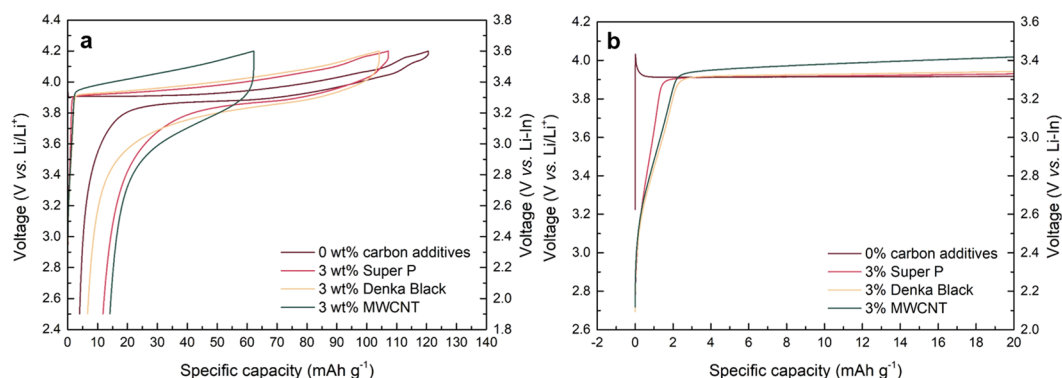 a
4.4
4.2
4.0
3.8
3.6
3.4
3.2
3.0
2.8
2.6
2.4
Voltage (V vs. Li/Li⁺)
3.6
3.4
3.2
3.0
2.8
2.6
2.4
2.2
2.0
1.8
Voltage (V vs. Li-In)
0 wt% carbon additives
3 wt% Super P
3 wt% Denka Black
3 wt% MWCNT
0 10 20 30 40 50 60 70 80 90 100 110 120 130 140
Specific capacity (mAh g⁻¹)
b
4.2
4.0
3.8
3.6
3.4
3.2
3.0
2.8
2.6
Voltage (V vs. Li/Li⁺)
3.6
3.4
3.2
3.0
2.8
2.6
2.4
2.2
2.0
Voltage (V vs. Li-In)
0% carbon additives
3% Super P
3% Denka Black
3% MWCNT
-2 0 2 4 6 8 10 12 14 16 18 20
Specific capacity (mAh g⁻¹)